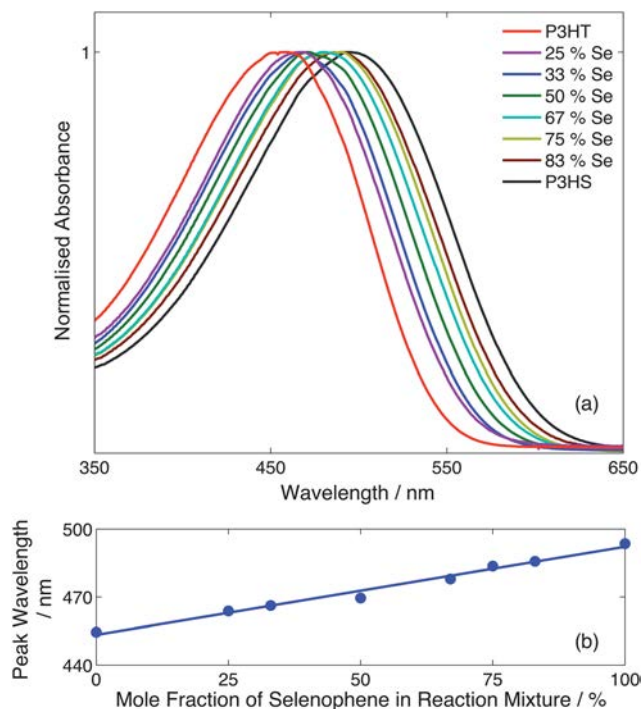 1
Normalised Absorbance
P3HT
25 % Se
33 % Se
50 % Se
67 % Se
75 % Se
83 % Se
P3HS
(a)
350
450
550
650
Wavelength / nm
Peak Wavelength
/ nm
500
470
440
(b)
0
25
50
75
100
Mole Fraction of Selenophene in Reaction Mixture / %